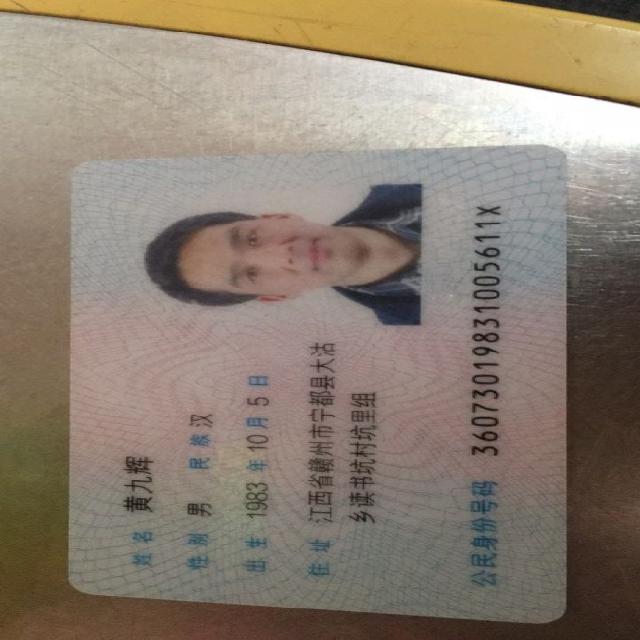 姓名 黄九辉
性别 男 民族 汉
出生 1983 年 10 月 5 日
住址 江西省赣州市宁都县大沽
乡读书坑村坑里组
公民身份号码 36073019831005611X